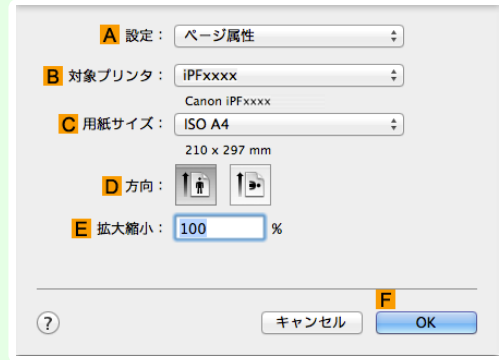 A 設定： ページ属性
B 対象プリンタ： iPFxxxx
Canon iPFxxxx
C 用紙サイズ： ISO A4
210 x 297 mm
D 方向：
E 拡大縮小： 100 %
F
? キャンセル OK